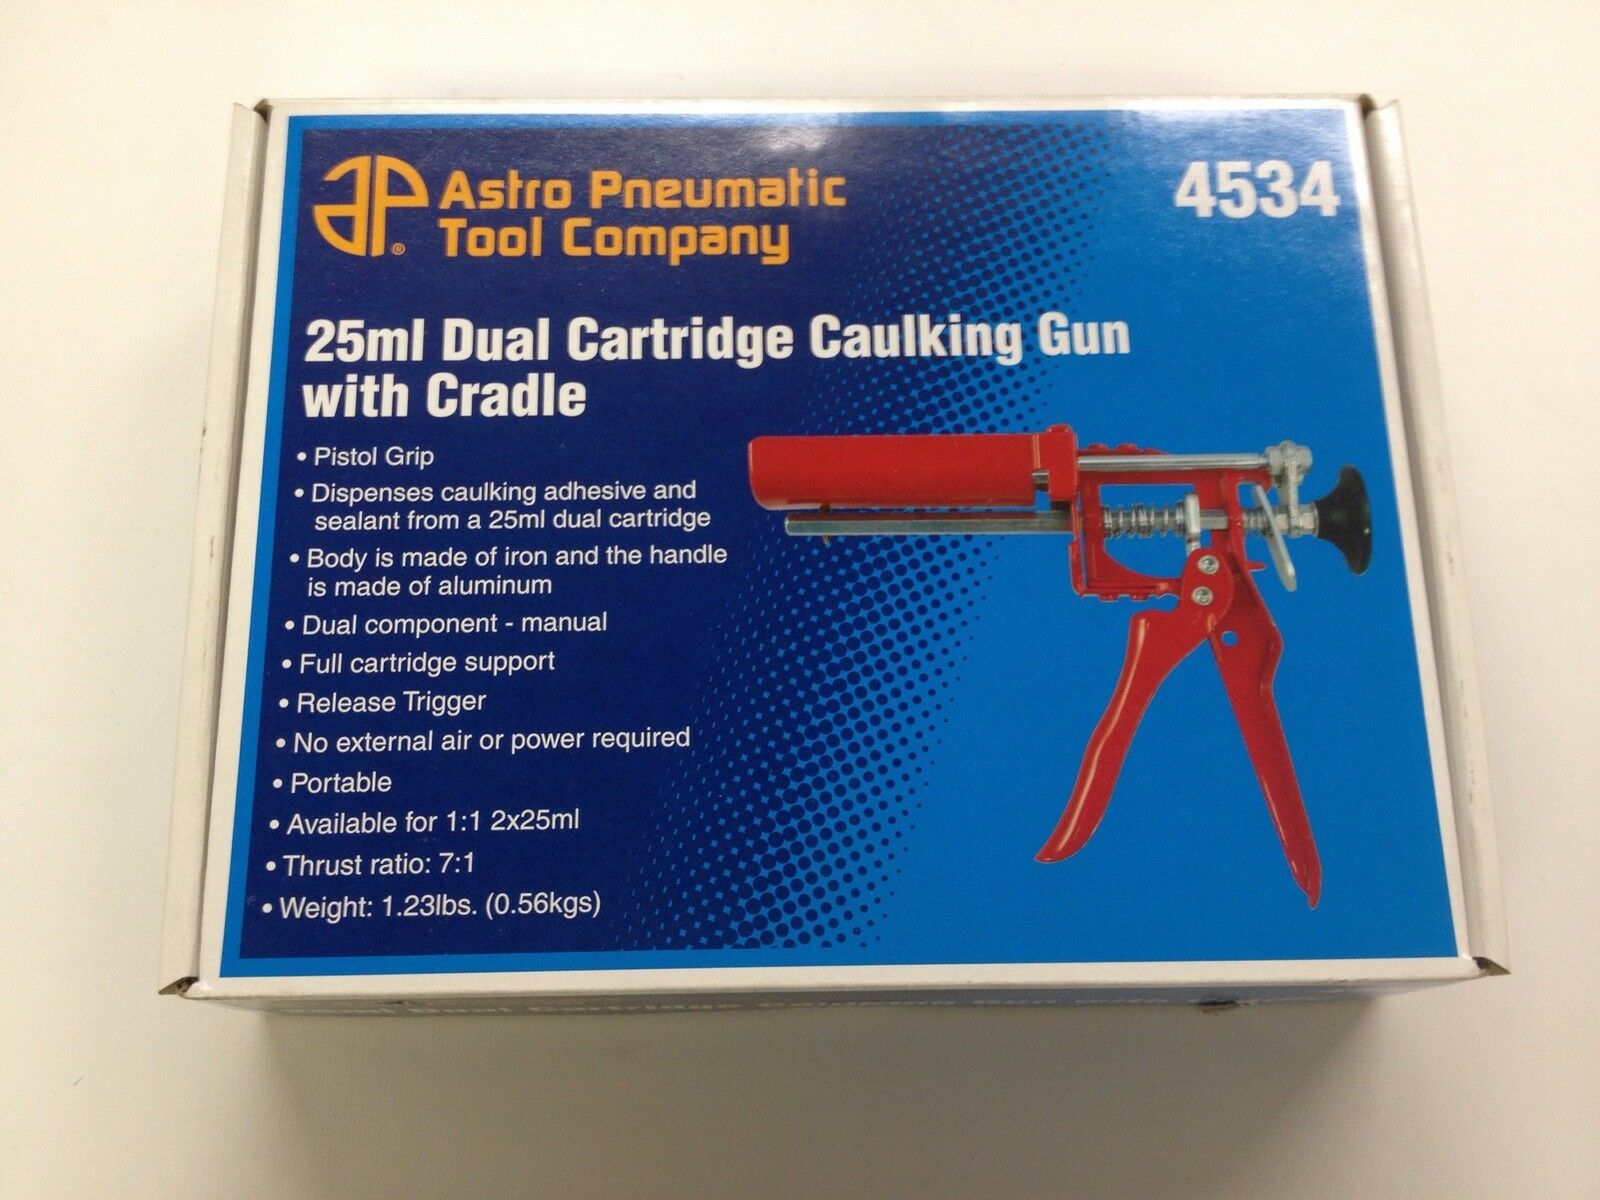 AP®
Astro Pneumatic
Tool Company
4534
25ml Dual Cartridge Caulking Gun
with Cradle
• Pistol Grip
• Dispenses caulking adhesive and
sealant from a 25ml dual cartridge
• Body is made of iron and the handle
is made of aluminum
• Dual component - manual
• Full cartridge support
• Release Trigger
• No external air or power required
• Portable
• Available for 1:1 2x25ml
• Thrust ratio: 7:1
• Weight: 1.23lbs. (0.56kgs)